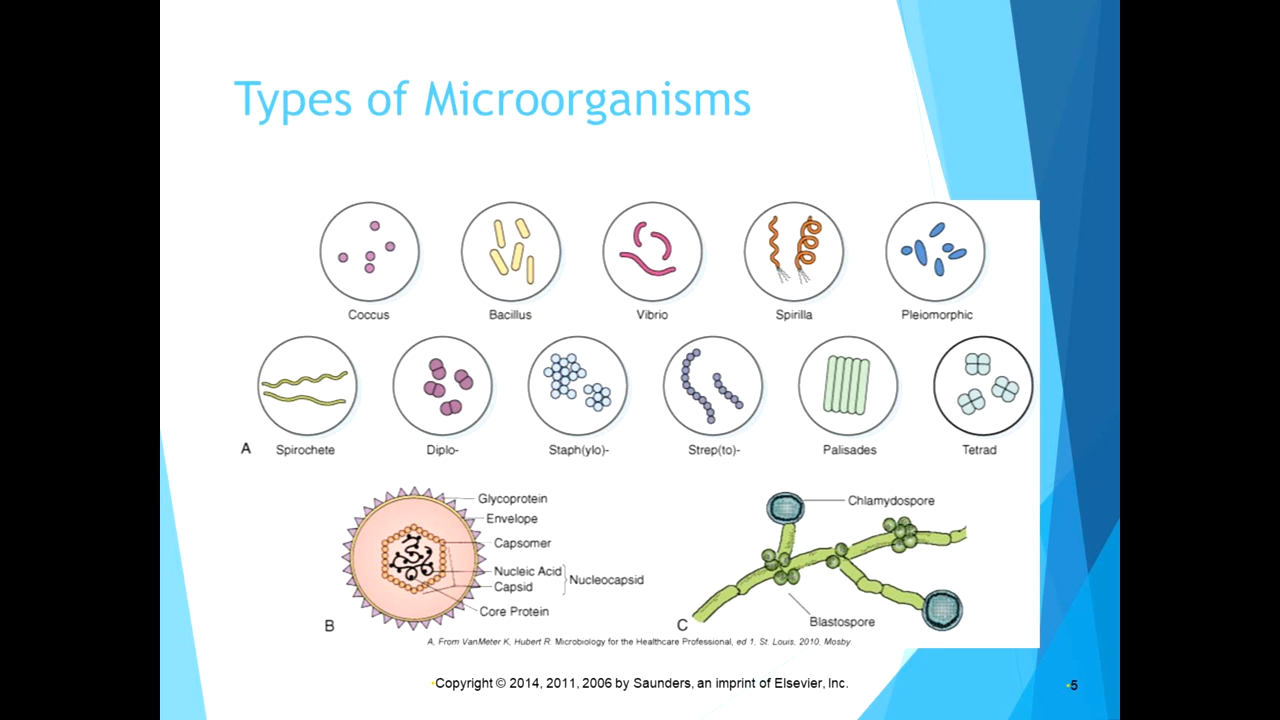 Types of Microorganisms
Coccus
Bacillus
Vibrio
Spirilla
Pleiomorphic
A
Spirochete
Diplo-
Staph(ylo)-
Strep(to)-
Palisades
Tetrad
Glycoprotein
Envelope
Capsomer
Nucleic Acid
Capsid
Nucleocapsid
Core Protein
B
Chlamydospore
Blastospore
C
A, From VanMeter K, Hubert R: Microbiology for the Healthcare Professional, ed 1, St. Louis, 2010, Mosby.
•Copyright © 2014, 2011, 2006 by Saunders, an imprint of Elsevier, Inc.
•5